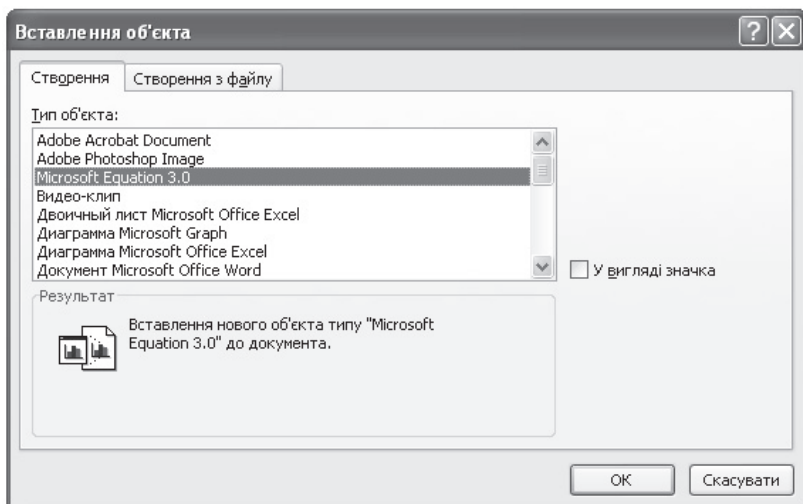 Вставлення об'єкта
Створення
Створення з файлу
Тип об'єкта:
Adobe Acrobat Document
Adobe Photoshop Image
Microsoft Equation 3.0
Видео-клип
Двоичный лист Microsoft Office Excel
Диаграмма Microsoft Graph
Диаграмма Microsoft Office Excel
Документ Microsoft Office Word
У вигляді значка
Результат
Вставлення нового об'єкта типу "Microsoft
Equation 3.0" до документа.
ОК
Скасувати